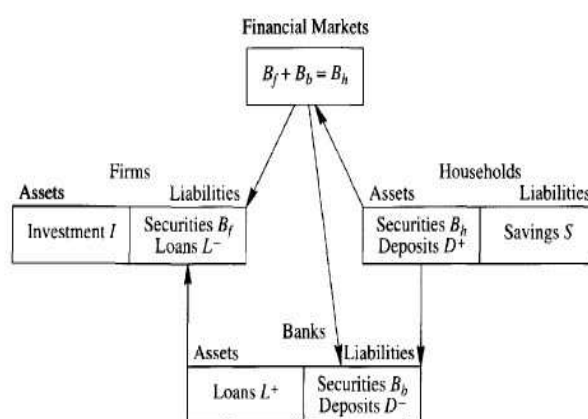 Financial Markets
B_f + B_b = B_h
Firms
Households
Assets Liabilities
Assets Liabilities
Investment I
Securities B_f
Loans L⁻
Securities B_h
Deposits D⁺
Savings S
Banks
Assets Liabilities
Loans L⁺
Securities B_b
Deposits D⁻